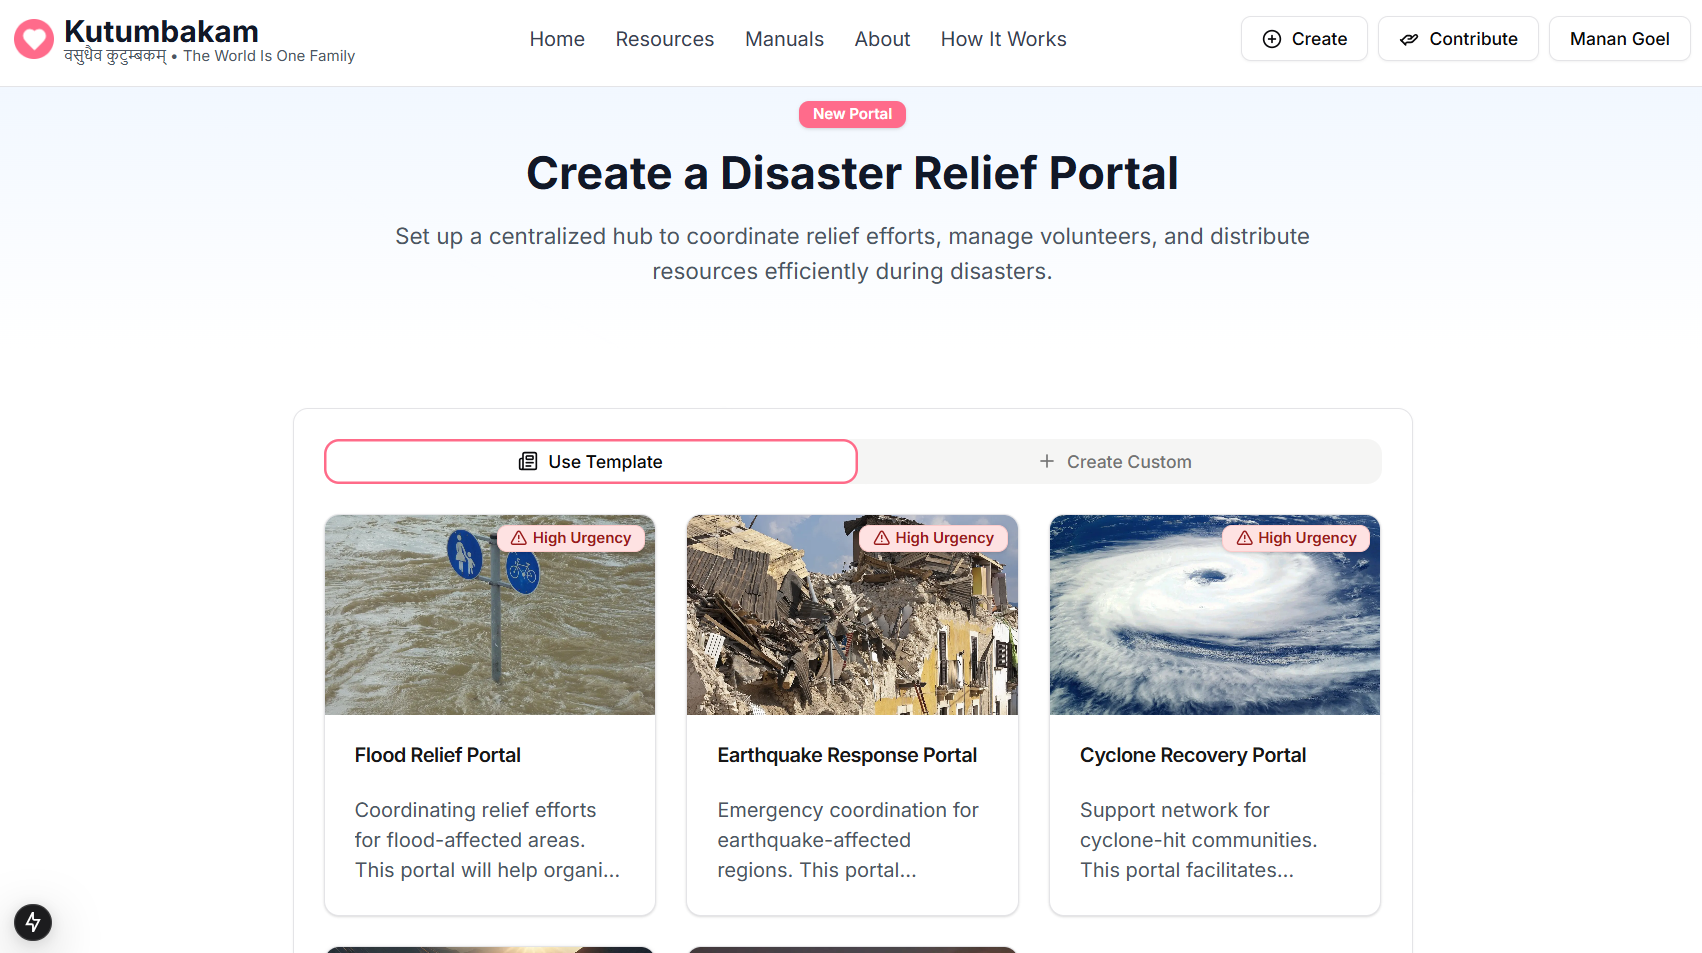 Kutumbakam
वसुधैव कुटुम्बकम् • The World Is One Family
Home
Resources
Manuals
About
How It Works
Create
Contribute
Manan Goel
New Portal
Create a Disaster Relief Portal
Set up a centralized hub to coordinate relief efforts, manage volunteers, and distribute
resources efficiently during disasters.
Use Template
Create Custom
High Urgency
Flood Relief Portal
Coordinating relief efforts
for flood-affected areas.
This portal will help organi...
High Urgency
Earthquake Response Portal
Emergency coordination for
earthquake-affected
regions. This portal...
High Urgency
Cyclone Recovery Portal
Support network for
cyclone-hit communities.
This portal facilitates...